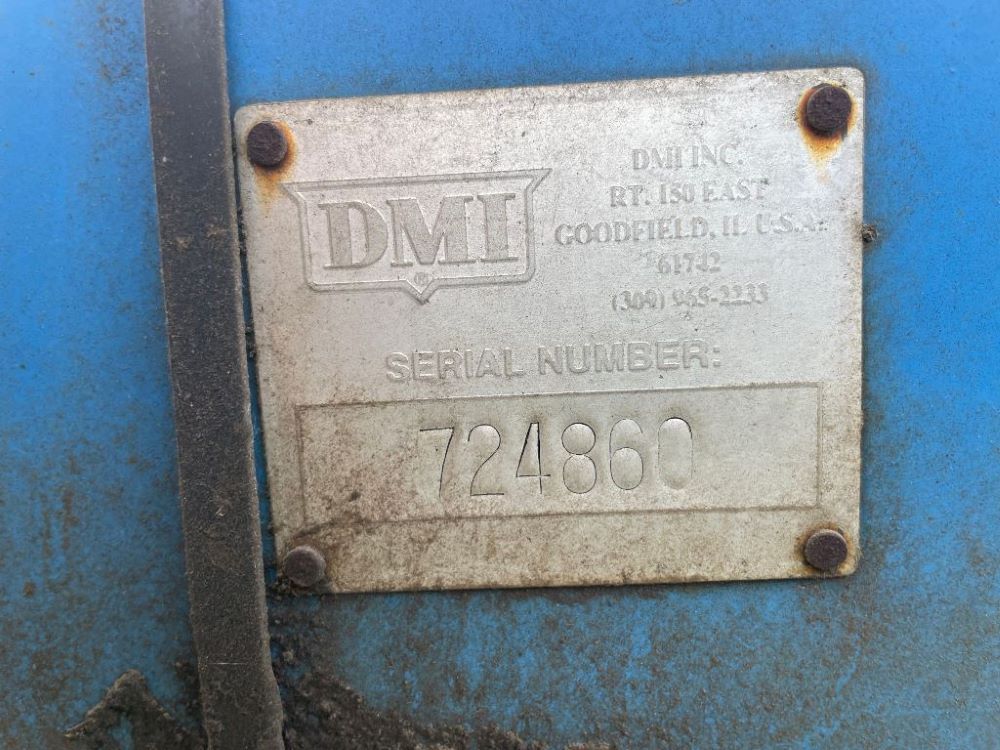 DMI
®
DMI INC.
RT. 150 EAST
GOODFIELD, IL U.S.A.
61742
(309) 965-2233
SERIAL NUMBER:
724860